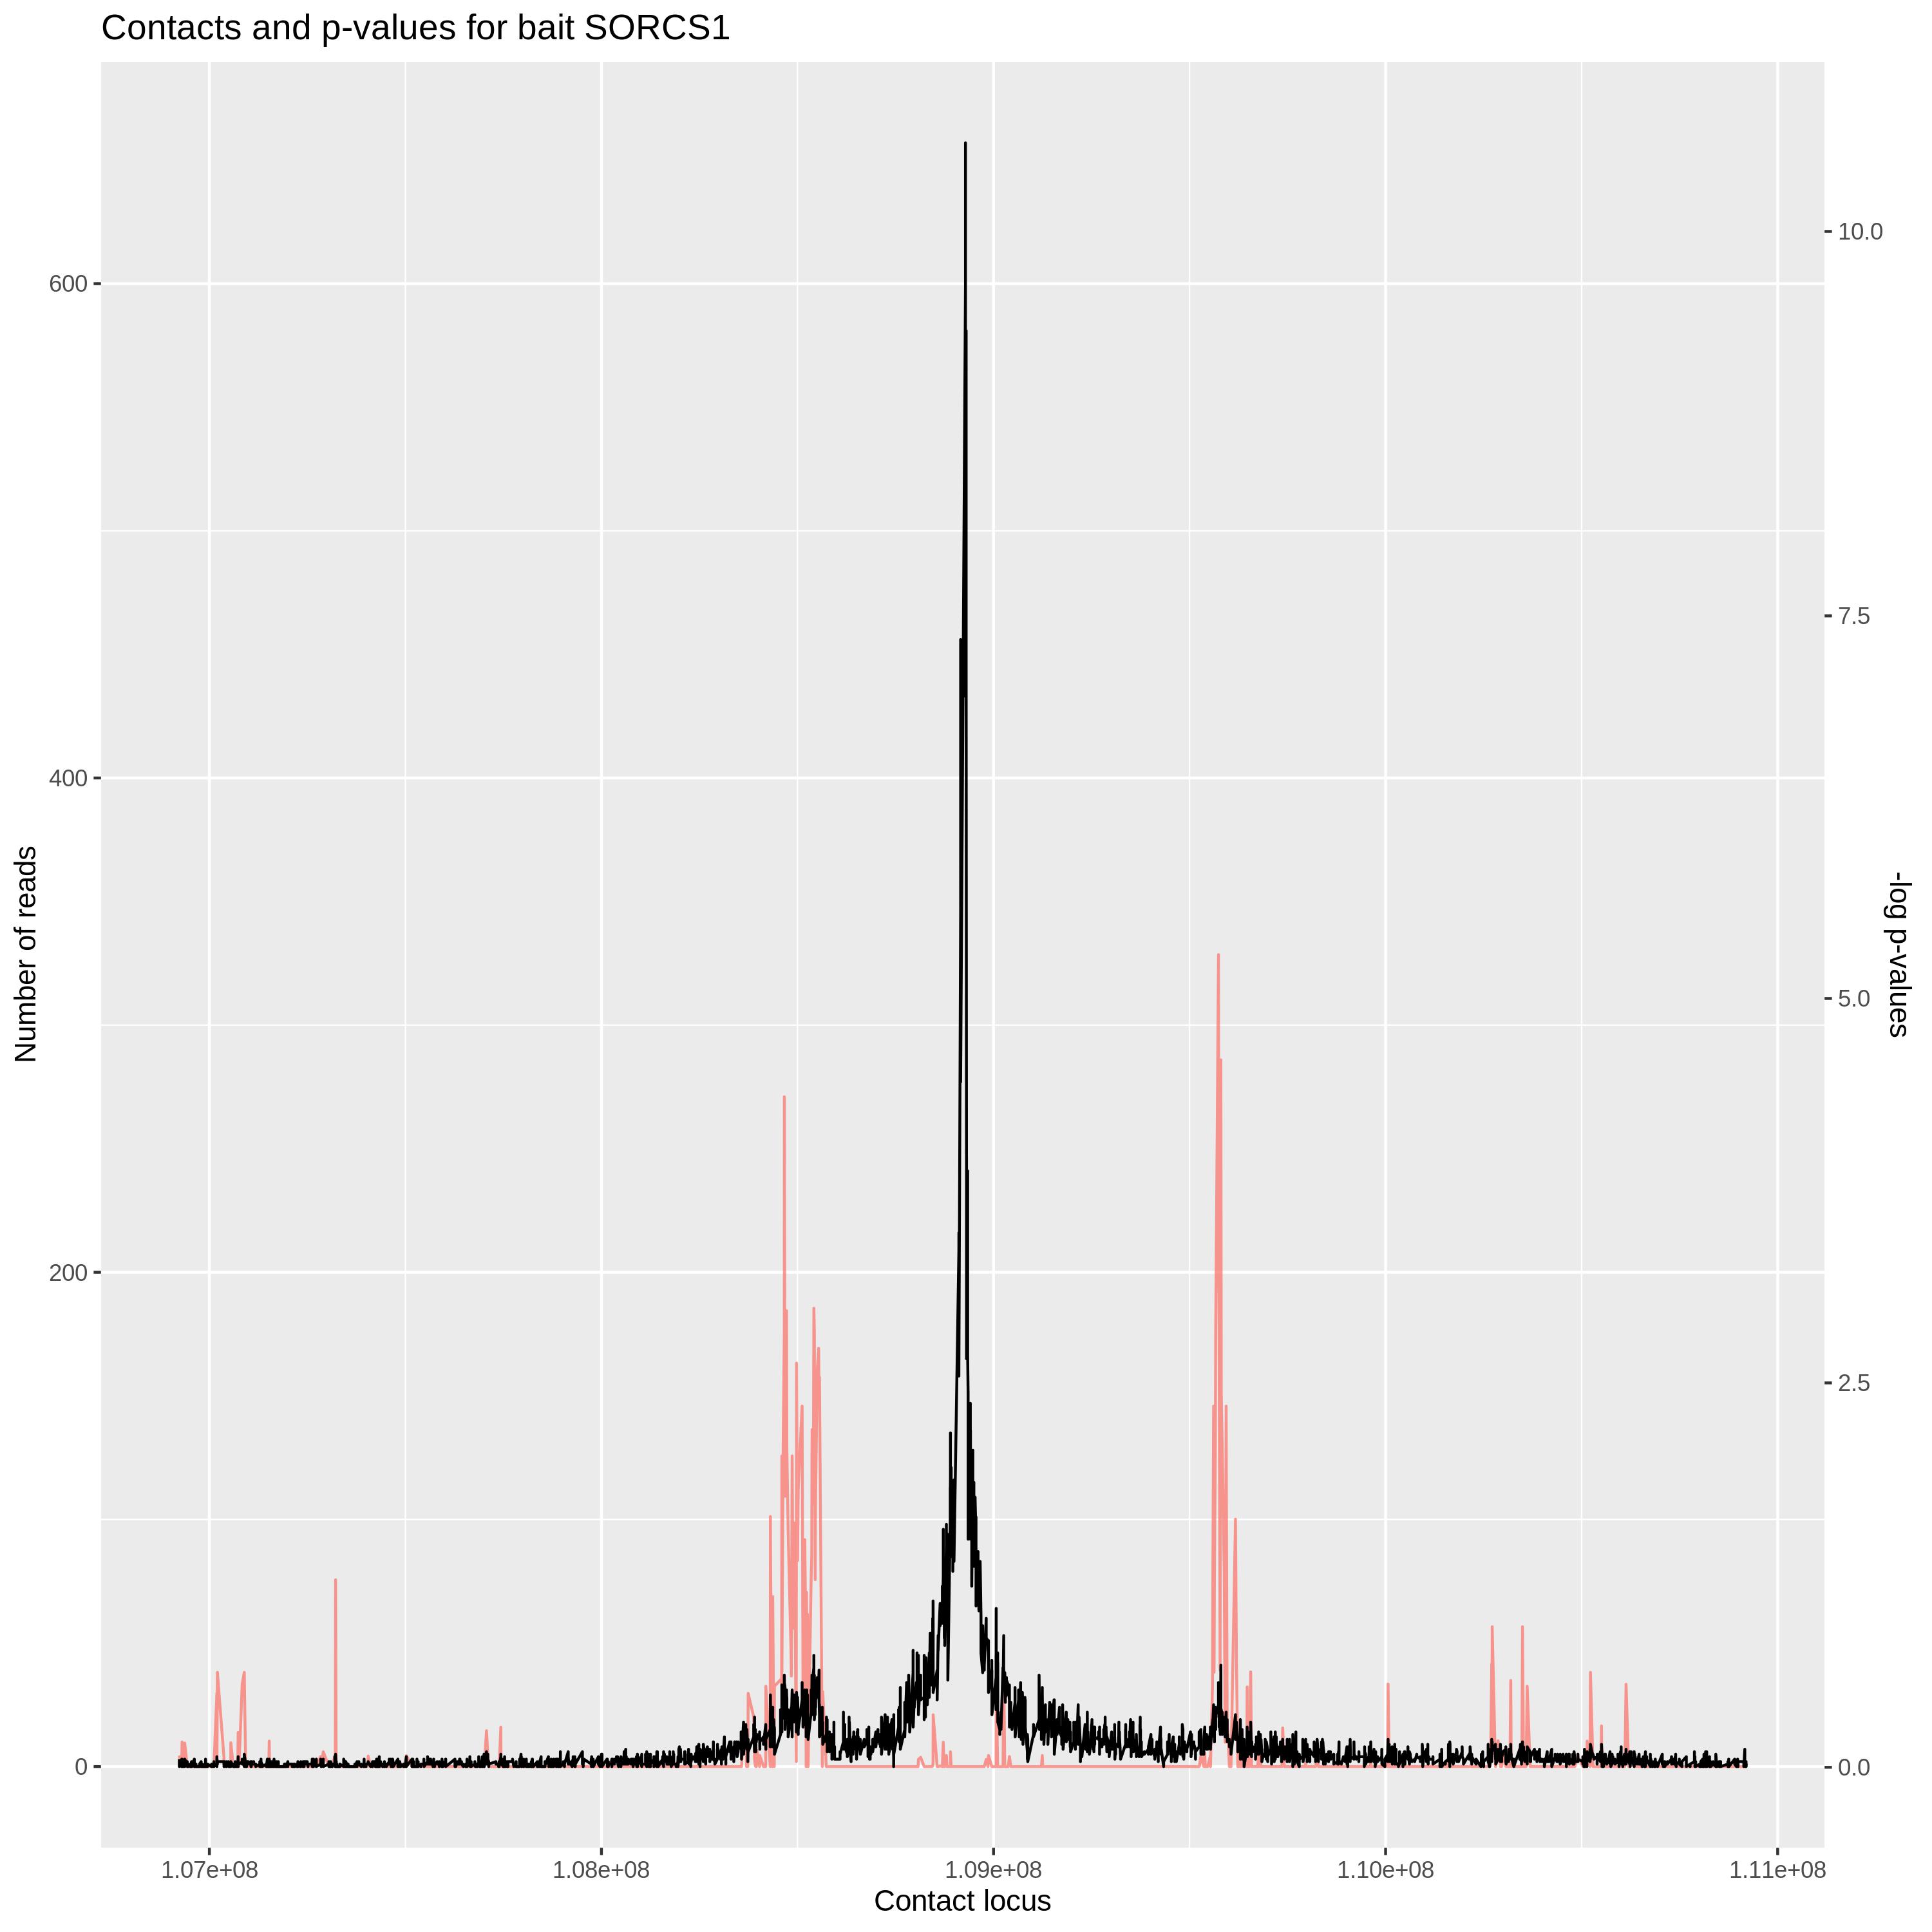 Contacts and p-values for bait SORCS1
Number of reads
600
400
200
0
10.0
7.5
5.0
2.5
0.0
-log p-values
1.07e+08 1.08e+08 1.09e+08 1.10e+08 1.11e+08
Contact locus